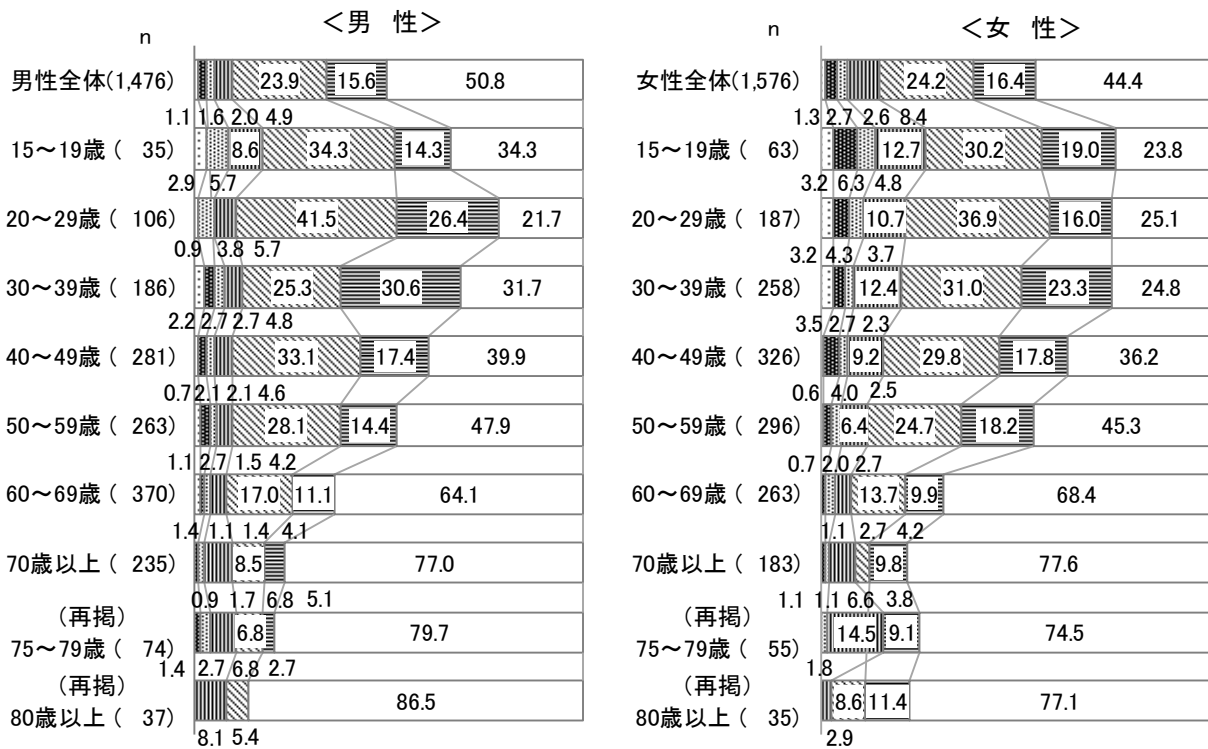 ＜男 性＞
n
男性全体(1,476) 23.9 15.6 50.8
1.1 1.6 2.0 4.9
15～19歳 ( 35) 8.6 34.3 14.3 34.3
2.9 5.7
20～29歳 ( 106) 41.5 26.4 21.7
0.9 3.8 5.7
30～39歳 ( 186) 25.3 30.6 31.7
2.2 2.7 2.7 4.8
40～49歳 ( 281) 33.1 17.4 39.9
0.7 2.1 2.1 4.6
50～59歳 ( 263) 28.1 14.4 47.9
1.1 2.7 1.5 4.2
60～69歳 ( 370) 17.0 11.1 64.1
1.4 1.1 1.4 4.1
70歳以上 ( 235) 8.5 77.0
0.9 1.7 6.8 5.1
(再掲)
75～79歳 ( 74) 6.8 79.7
1.4 2.7 6.8 2.7
(再掲)
80歳以上 ( 37) 86.5
8.1 5.4
＜女 性＞
n
女性全体(1,576) 24.2 16.4 44.4
1.3 2.7 2.6 8.4
15～19歳 ( 63) 12.7 30.2 19.0 23.8
3.2 6.3 4.8
20～29歳 ( 187) 10.7 36.9 16.0 25.1
3.2 4.3 3.7
30～39歳 ( 258) 12.4 31.0 23.3 24.8
3.5 2.7 2.3
40～49歳 ( 326) 9.2 29.8 17.8 36.2
0.6 4.0 2.5
50～59歳 ( 296) 6.4 24.7 18.2 45.3
0.7 2.0 2.7
60～69歳 ( 263) 13.7 9.9 68.4
1.1 2.7 4.2
70歳以上 ( 183) 9.8 77.6
1.1 1.1 6.6 3.8
(再掲)
75～79歳 ( 55) 14.5 9.1 74.5
1.8
(再掲)
80歳以上 ( 35) 8.6 11.4 77.1
2.9